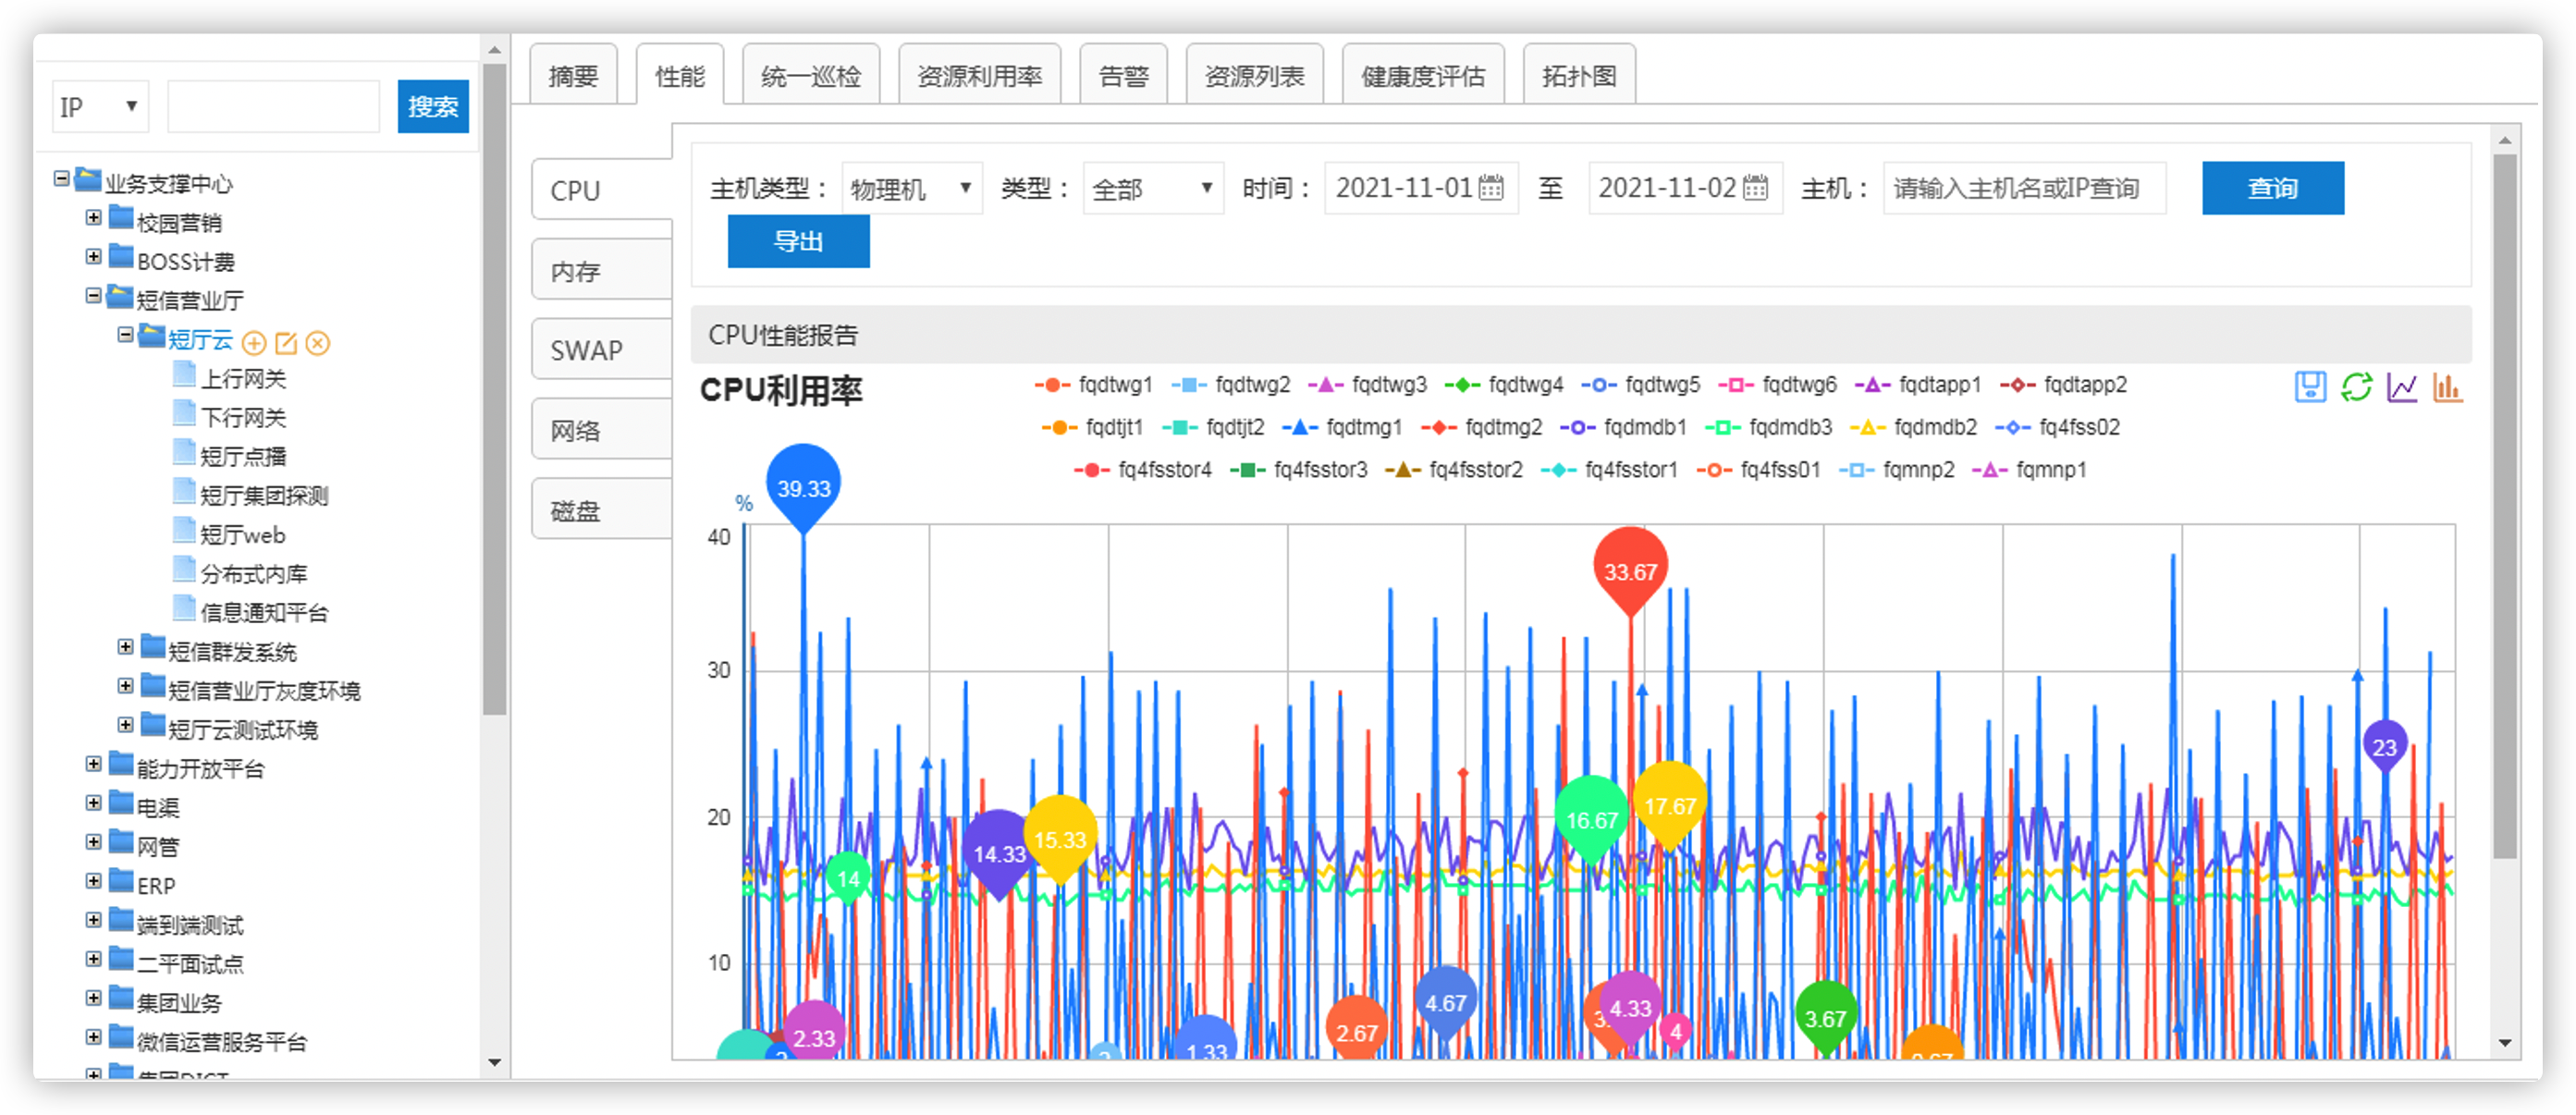 IP
搜索
业务支撑中心
校园营销
BOSS计费
短信营业厅
短厅云
上行网关
下行网关
短厅点播
短厅集团探测
短厅web
分布式内库
信息通知平台
短信群发系统
短信营业厅灰度环境
短厅云测试环境
能力开放平台
电渠
网管
ERP
端到端测试
二平面试点
集团业务
微信运营服务平台
集团DICT
摘要 性能 统一巡检 资源利用率 告警 资源列表 健康度评估 拓扑图
CPU
内存
SWAP
网络
磁盘
主机类型： 物理机 类型： 全部 时间： 2021-11-01 至 2021-11-02 主机： 请输入主机名或IP查询 查询
导出
CPU性能报告
CPU利用率
fqdtwg1 fqdtwg2 fqdtwg3 fqdtwg4 fqdtwg5 fqdtwg6 fqdtapp1 fqdtapp2
fqdtjt1 fqdtjt2 fqdtmg1 fqdtmg2 fqdmdb1 fqdmdb3 fqdmdb2 fq4fss02
fq4fsstor4 fq4fsstor3 fq4fsstor2 fq4fsstor1 fq4fss01 fqmnp2 fqmnp1
%
39.33
40
33.67
30
23
20
16.67
17.67
15.33
14.33
14
10
4.67
4.33
3.67
4
2.67
2.33
1.33